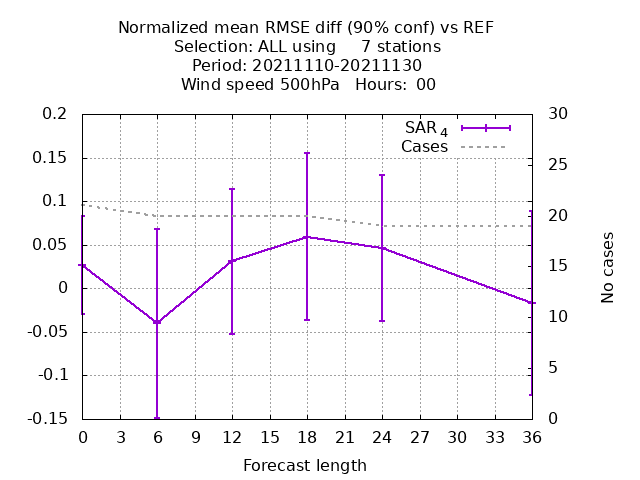 Normalized mean RMSE diff (90% conf) vs REF
Selection: ALL using     7 stations
Period: 20211110-20211130
Wind speed 500hPa   Hours:  00
SAR 4
Cases
0.2
0.15
0.1
0.05
0
-0.05
-0.1
-0.15
30
25
20
15
10
5
0
No cases
0 3 6 9 12 15 18 21 24 27 30 33 36
Forecast length